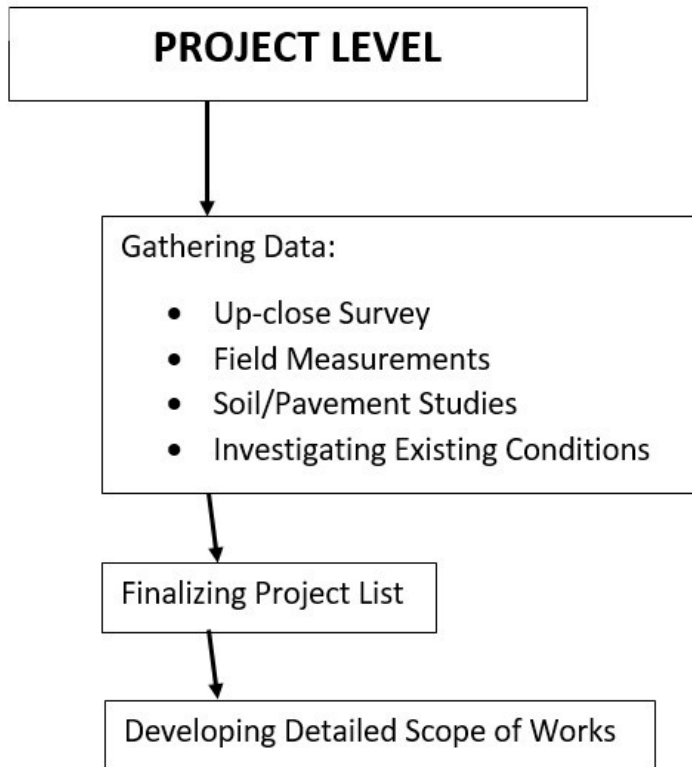 PROJECT LEVEL
Gathering Data:
• Up-close Survey
• Field Measurements
• Soil/Pavement Studies
• Investigating Existing Conditions
Finalizing Project List
Developing Detailed Scope of Works